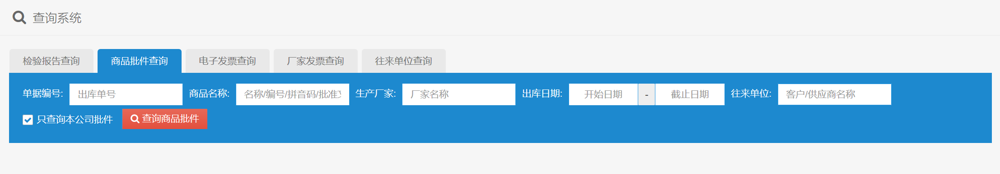 查询系统
检验报告查询 商品批件查询 电子发票查询 厂家发票查询 往来单位查询
单据编号: 出库单号 商品名称: 名称/编号/拼音码/批准 生产厂家: 厂家名称 出库日期: 开始日期 - 截止日期 往来单位: 客户/供应商名称
只查询本公司批件 查询商品批件